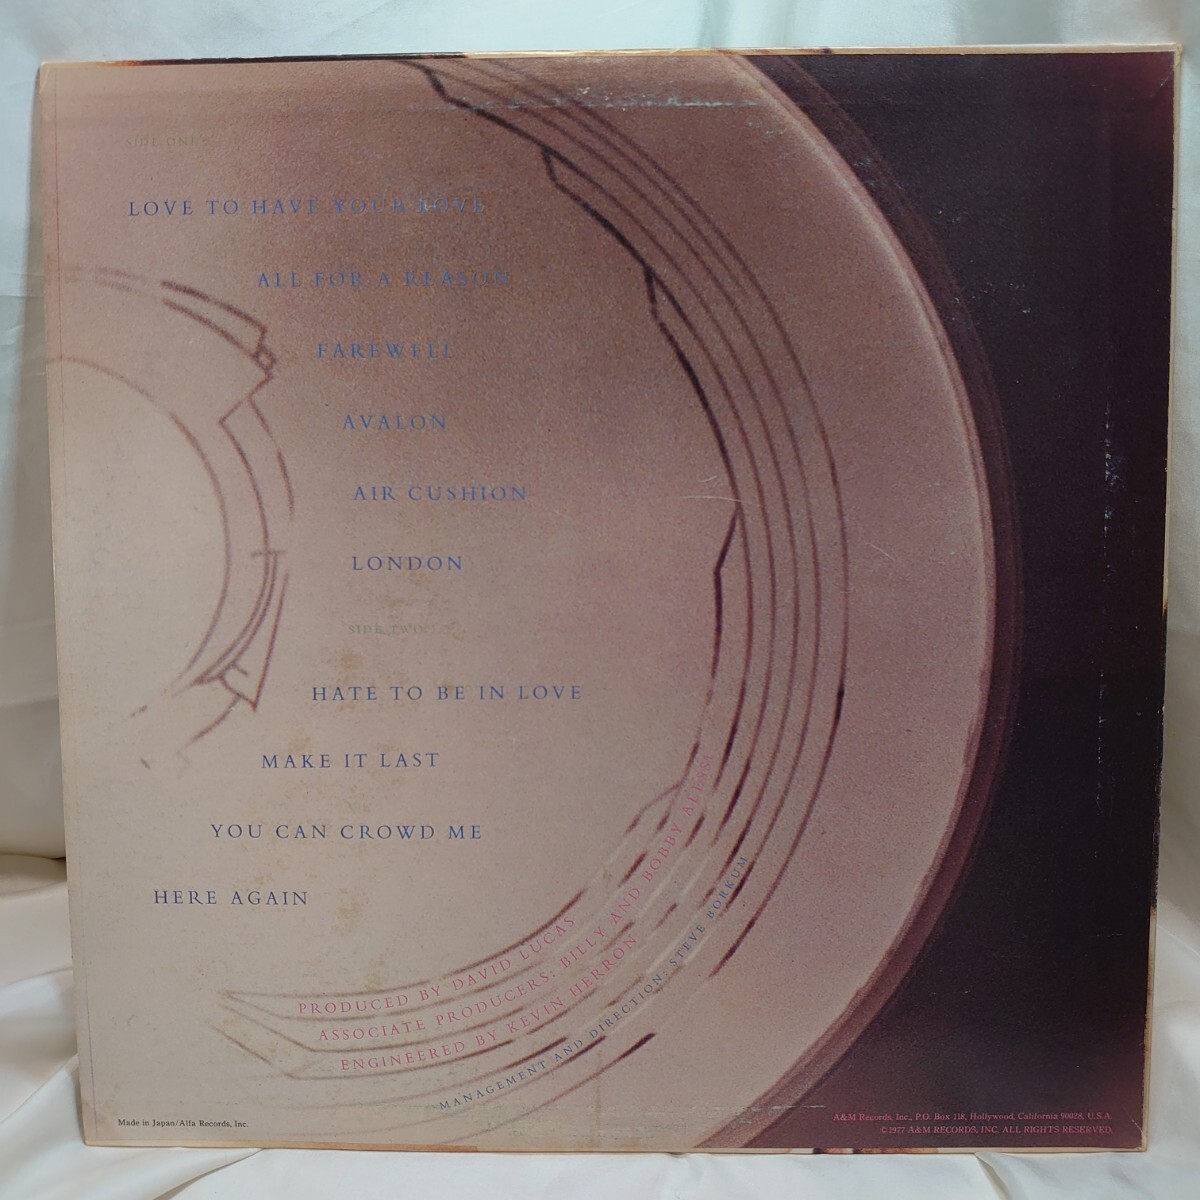 SIDE ONE
LOVE TO HAVE YOUR LOVE
ALL FOR A REASON
FAREWELL
AVALON
AIR CUSHION
LONDON
SIDE TWO
HATE TO BE IN LOVE
MAKE IT LAST
YOU CAN CROWD ME
HERE AGAIN
PRODUCED BY DAVID LUCAS
ASSOCIATE PRODUCERS: BILLY AND BOBBY ALESSI
ENGINEERED BY KEVIN HERRON
MANAGEMENT AND DIRECTION STEVE BORKUM
Made in Japan/Alfa Records, Inc.
A&M Records, Inc., P.O. Box 118, Hollywood, California 90028, U.S.A.
©1977 A&M RECORDS, INC. ALL RIGHTS RESERVED.